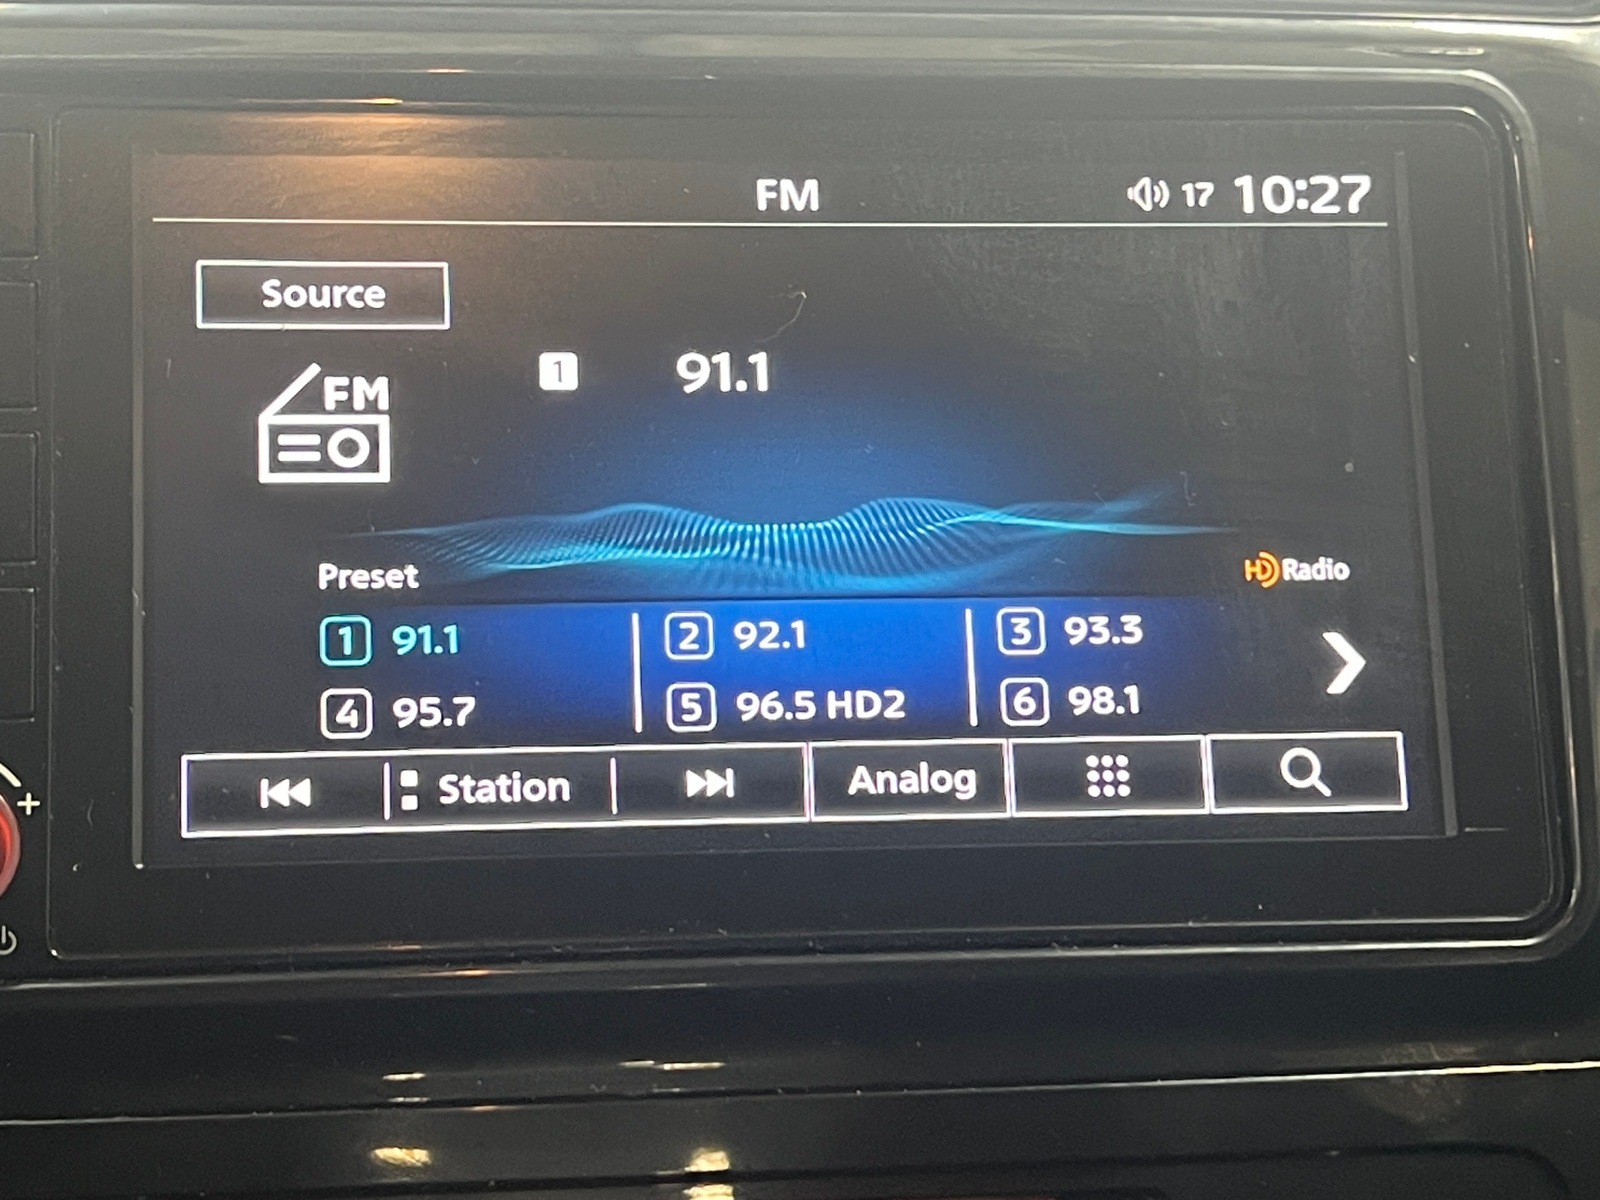 FM 17 10:27
Source
FM
1 91.1
Preset
HD Radio
1 91.1 2 92.1 3 93.3
4 95.7 5 96.5 HD2 6 98.1
Station Analog
+